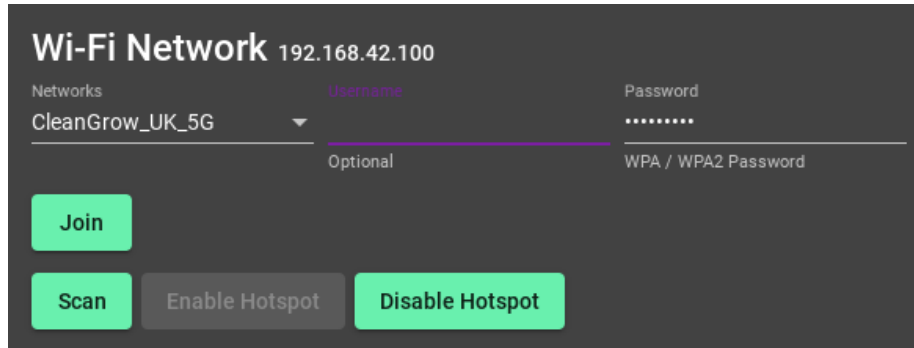 Wi-Fi Network 192.168.42.100
Networks Username Password
CleanGrow_UK_5G •••••••••
Optional WPA / WPA2 Password
Join
Scan Enable Hotspot Disable Hotspot